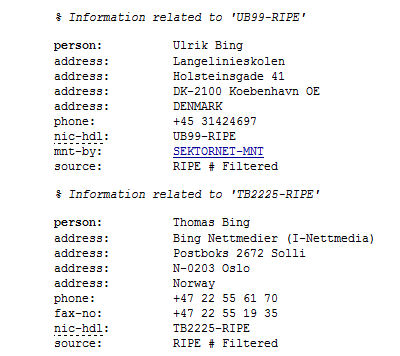 % Information related to 'UB99-RIPE'
person: Ulrik Bing
address: Langelinieskolen
address: Holsteinsgade 41
address: DK-2100 Koebenhavn OE
address: DENMARK
phone: +45 31424697
nic-hdl: UB99-RIPE
mnt-by: SEKTORNET-MNT
source: RIPE # Filtered
% Information related to 'TB2225-RIPE'
person: Thomas Bing
address: Bing Nettmedier (I-Nettmedia)
address: Postboks 2672 Solli
address: N-0203 Oslo
address: Norway
phone: +47 22 55 61 70
fax-no: +47 22 55 19 35
nic-hdl: TB2225-RIPE
source: RIPE # Filtered